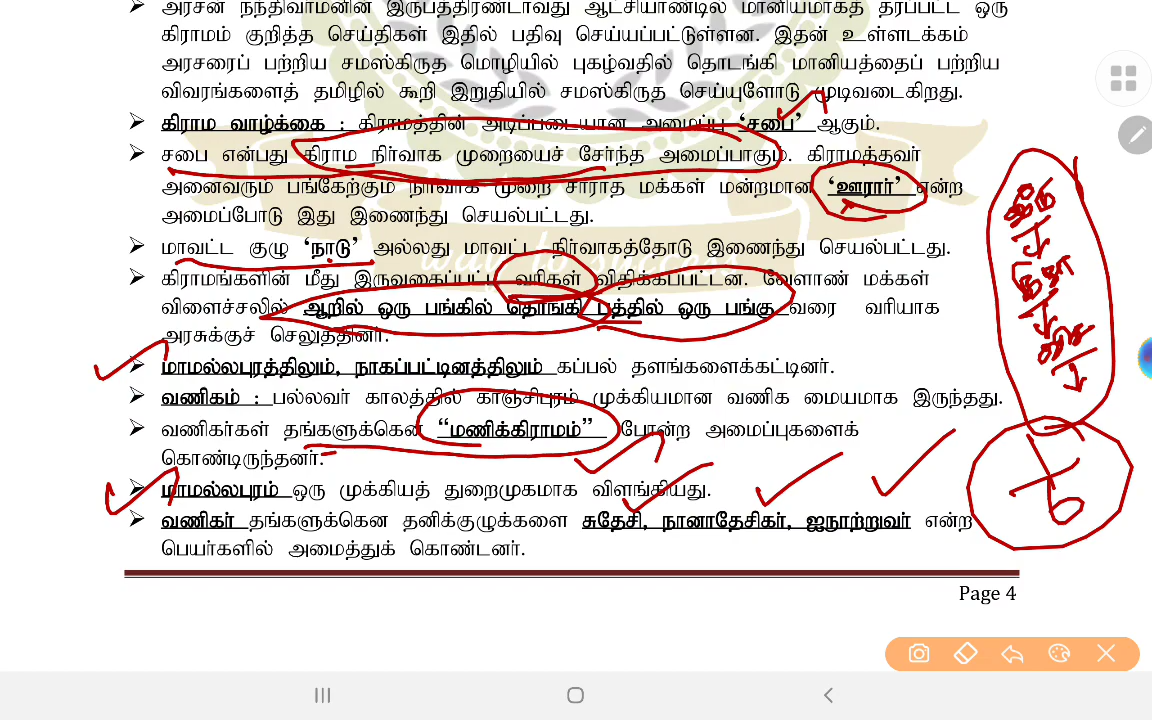 அரசன் நந்திவர்மனின் இருபத்திரண்டாவது ஆட்சியாண்டில் மானியமாகத் தரப்பட்ட ஒரு
கிராமம் குறித்த செய்திகள் இதில் பதிவு செய்யப்பட்டுள்ளன. இதன் உள்ளடக்கம்
அரசரைப் பற்றிய சமஸ்கிருத மொழியில் புகழ்வதில் தொடங்கி மானியத்தைப் பற்றிய
விவரங்களைத் தமிழில் கூறி இறுதியில் சமஸ்கிருத செய்யுளோடு முடிவடைகிறது.
➢ கிராம வாழ்க்கை : கிராமத்தின் அடிப்படையான அமைப்பு ‘சபை’ ஆகும்.
➢ சபை என்பது கிராம நிர்வாக முறையைச் சேர்ந்த அமைப்பாகும். கிராமத்தவர்
அனைவரும் பங்கேற்கும் நிர்வாக முறை சாராத மக்கள் மன்றமான ‘ஊரார்’ என்ற
அமைப்போடு இது இணைந்து செயல்பட்டது.
➢ மாவட்ட குழு ‘நாடு’ அல்லது மாவட்ட நிர்வாகத்தோடு இணைந்து செயல்பட்டது.
➢ கிராமங்களின் மீது இருவகைப்பட்ட வரிகள் விதிக்கப்பட்டன. வேளாண் மக்கள்
விளைச்சலில் ஆறில் ஒரு பங்கில் தொங்கி பத்தில் ஒரு பங்கு வரை வரியாக
அரசுக்குச் செலுத்தினர்.
➢ மாமல்லபுரத்திலும், நாகப்பட்டினத்திலும் கப்பல் தளங்களைக்கட்டினர்.
➢ வணிகம் : பல்லவர் காலத்தில் காஞ்சிபுரம் முக்கியமான வணிக மையமாக இருந்தது.
➢ வணிகர்கள் தங்களுக்கென “மணிக்கிராமம்” போன்ற அமைப்புகளைக்
கொண்டிருந்தனர்.
➢ மாமல்லபுரம் ஒரு முக்கியத் துறைமுகமாக விளங்கியது.
➢ வணிகர் தங்களுக்கென தனிக்குழுக்களை சுதேசி, நானாதேசிகர், ஐநாற்றுவர் என்ற
பெயர்களில் அமைத்துக் கொண்டனர்.
Page 4